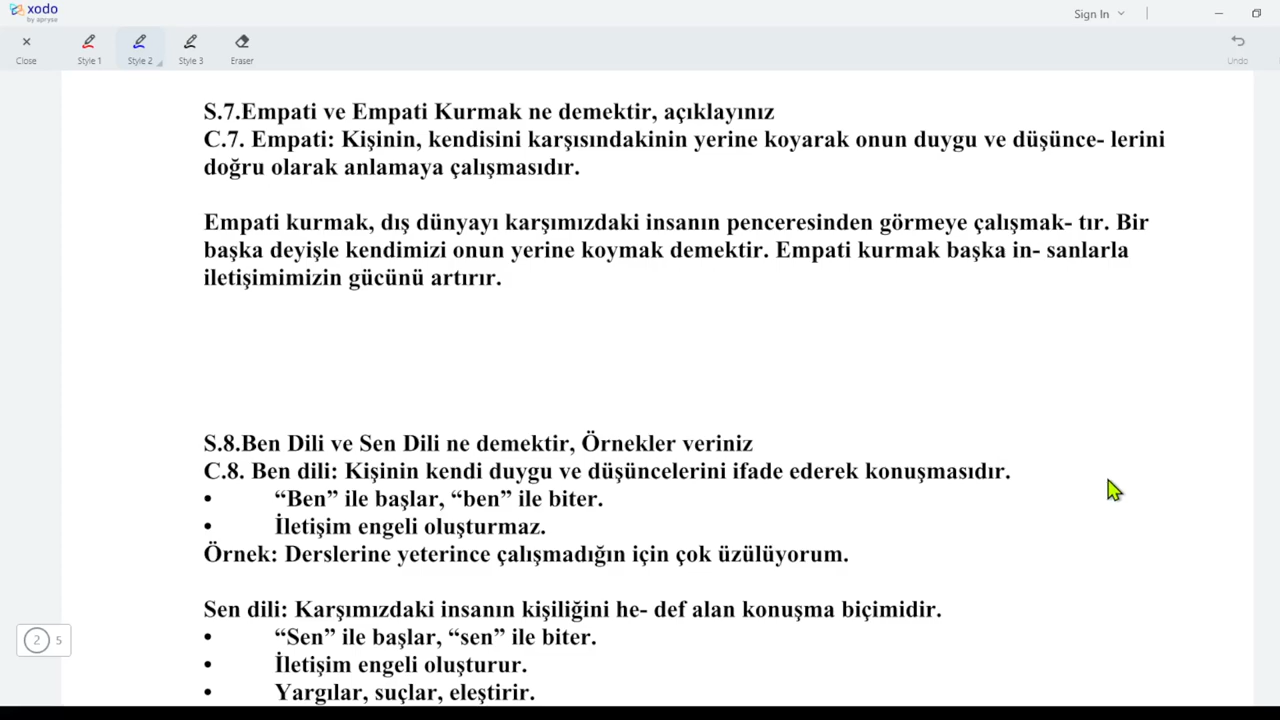 xodo
by apryse
Sign In
Close
Style 1
Style 2
Style 3
Eraser
Undo
S.7.Empati ve Empati Kurmak ne demektir, açıklayınız
C.7. Empati: Kişinin, kendisini karşısındakinin yerine koyarak onun duygu ve düşünce- lerini
doğru olarak anlamaya çalışmasıdır.
Empati kurmak, dış dünyayı karşımızdaki insanın penceresinden görmeye çalışmak- tır. Bir
başka deyişle kendimizi onun yerine koymak demektir. Empati kurmak başka in- sanlarla
iletişimimizin gücünü artırır.
S.8.Ben Dili ve Sen Dili ne demektir, Örnekler veriniz
C.8. Ben dili: Kişinin kendi duygu ve düşüncelerini ifade ederek konuşmasıdır.
• “Ben” ile başlar, “ben” ile biter.
• İletişim engeli oluşturmaz.
Örnek: Derslerine yeterince çalışmadığın için çok üzülüyorum.
Sen dili: Karşımızdaki insanın kişiliğini he- def alan konuşma biçimidir.
• “Sen” ile başlar, “sen” ile biter.
2 5
• İletişim engeli oluşturur.
• Yargılar, suçlar, eleştirir.